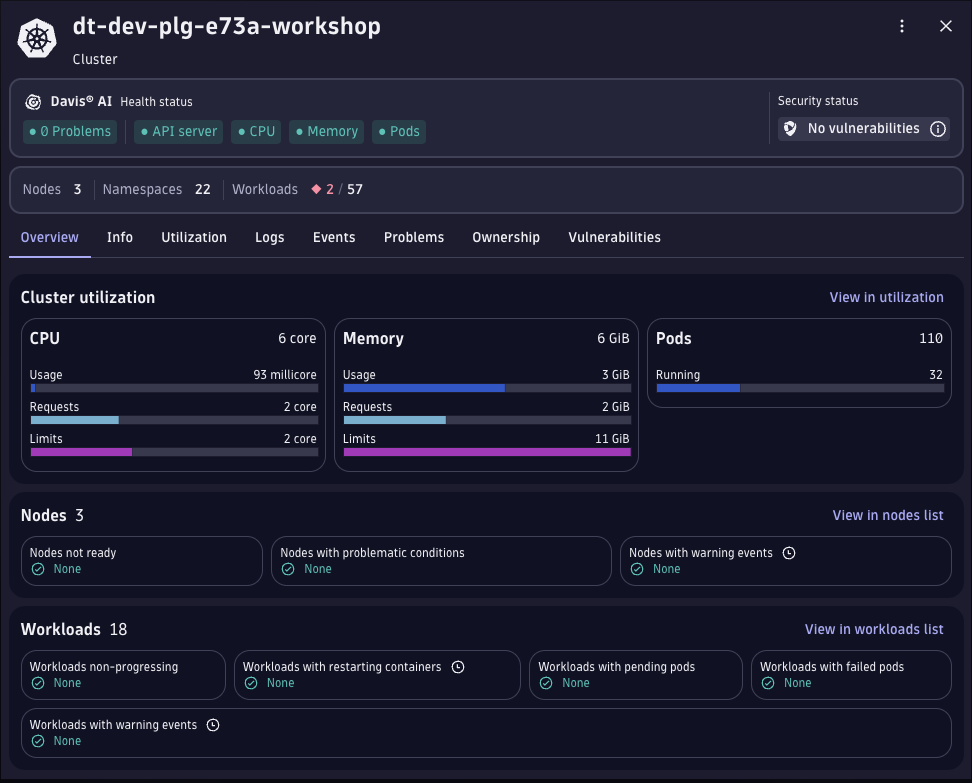 dt-dev-plg-e73a-workshop
Cluster
Davis® AI Health status
0 Problems API server CPU Memory Pods
Security status
No vulnerabilities
Nodes 3 Namespaces 22 Workloads 2 / 57
Overview Info Utilization Logs Events Problems Ownership Vulnerabilities
Cluster utilization View in utilization
CPU 6 core
Usage 93 millicore
Requests 2 core
Limits 2 core
Memory 6 GiB
Usage 3 GiB
Requests 2 GiB
Limits 11 GiB
Pods 110
Running 32
Nodes 3 View in nodes list
Nodes not ready
None
Nodes with problematic conditions
None
Nodes with warning events
None
Workloads 18 View in workloads list
Workloads non-progressing
None
Workloads with restarting containers
None
Workloads with pending pods
None
Workloads with failed pods
None
Workloads with warning events
None